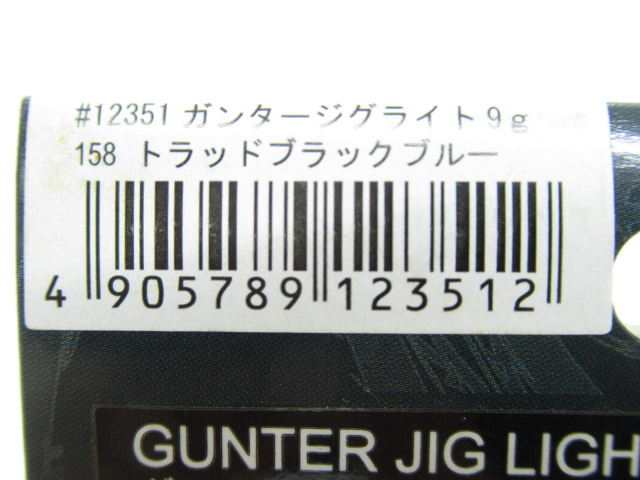 #12351 ガンタージグライト9g
158 トラッドブラックブルー
4 905789 123512
GUNTER JIG LIGH